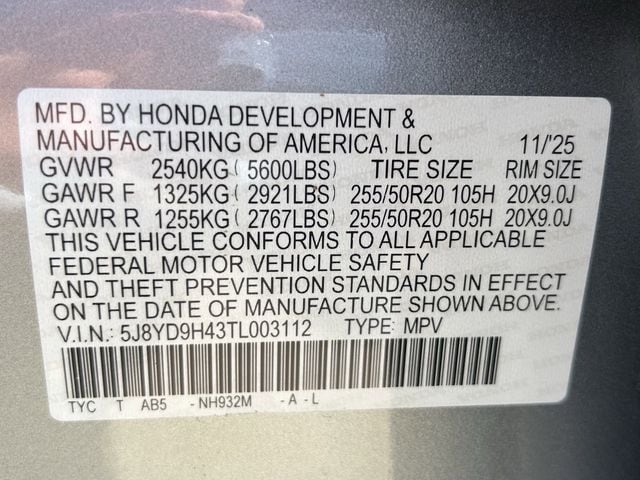 MFD. BY HONDA DEVELOPMENT &
MANUFACTURING OF AMERICA, LLC 11/'25
GVWR 2540KG( 5600LBS) TIRE SIZE RIM SIZE
GAWR F 1325KG( 2921LBS) 255/50R20 105H 20X9.0J
GAWR R 1255KG( 2767LBS) 255/50R20 105H 20X9.0J
THIS VEHICLE CONFORMS TO ALL APPLICABLE
FEDERAL MOTOR VEHICLE SAFETY
AND THEFT PREVENTION STANDARDS IN EFFECT
ON THE DATE OF MANUFACTURE SHOWN ABOVE.
V.I.N.: 5J8YD9H43TL003112 TYPE: MPV
TYC T AB5 -NH932M -A-L